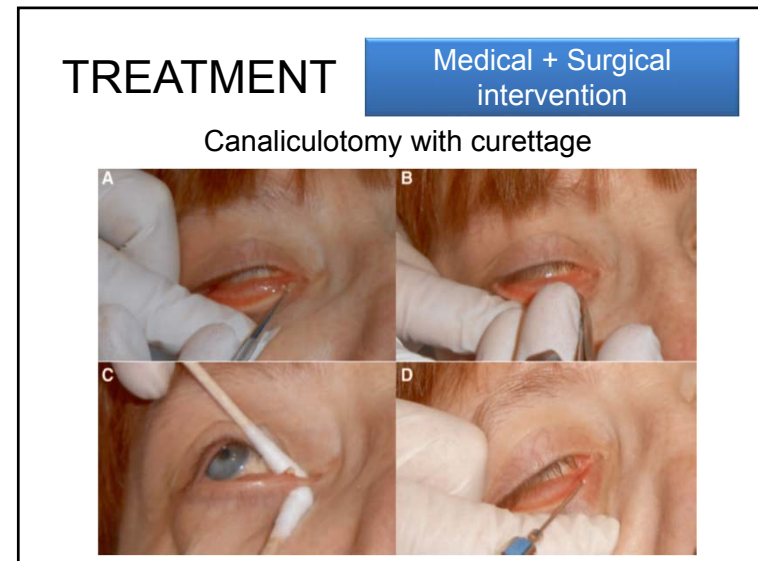 TREATMENT
Medical + Surgical
intervention
Canaliculotomy with curettage
A
B
C
D